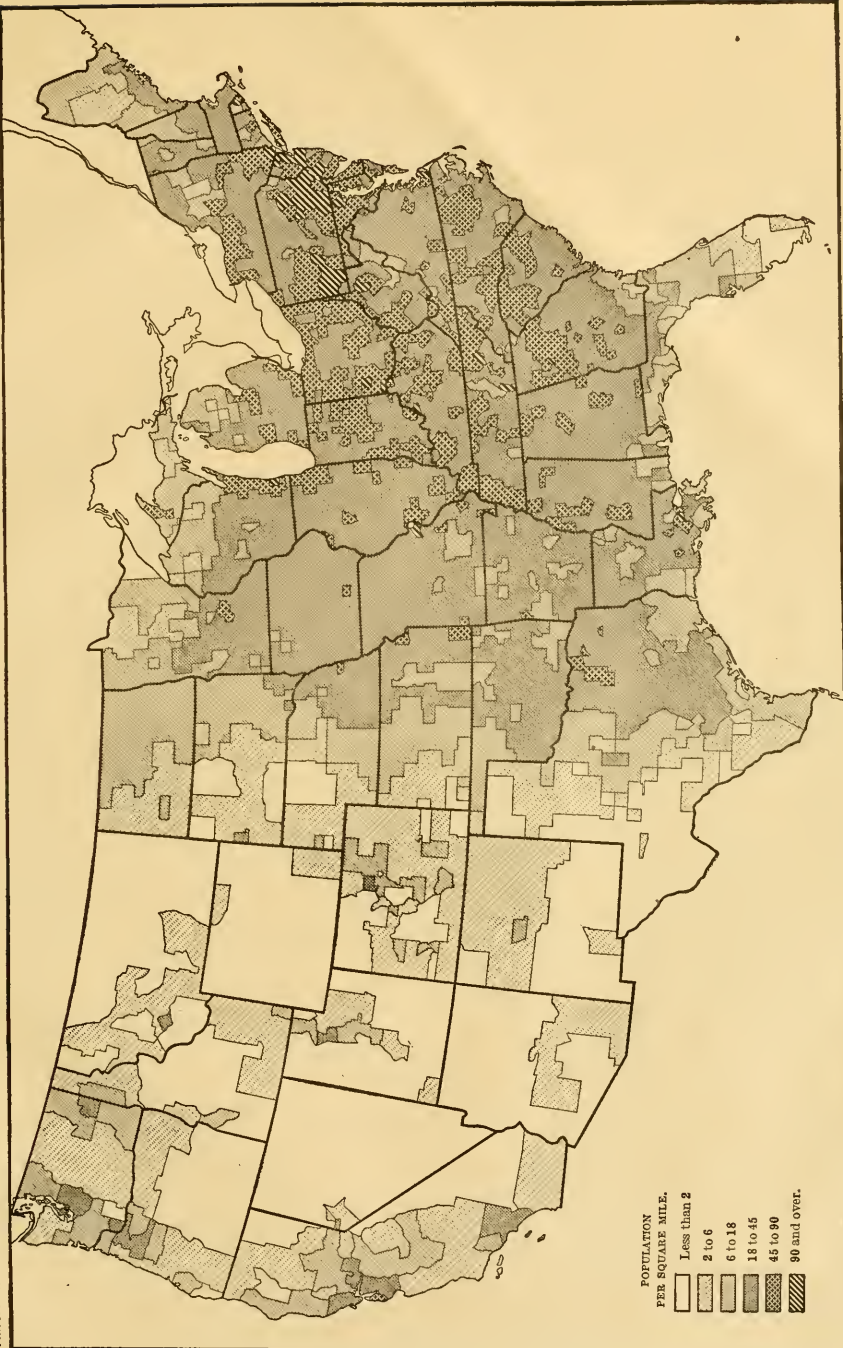 POPULATION
PER SQUARE MILE.
Less than 2
2 to 6
6 to 18
18 to 45
45 to 90
90 and over.